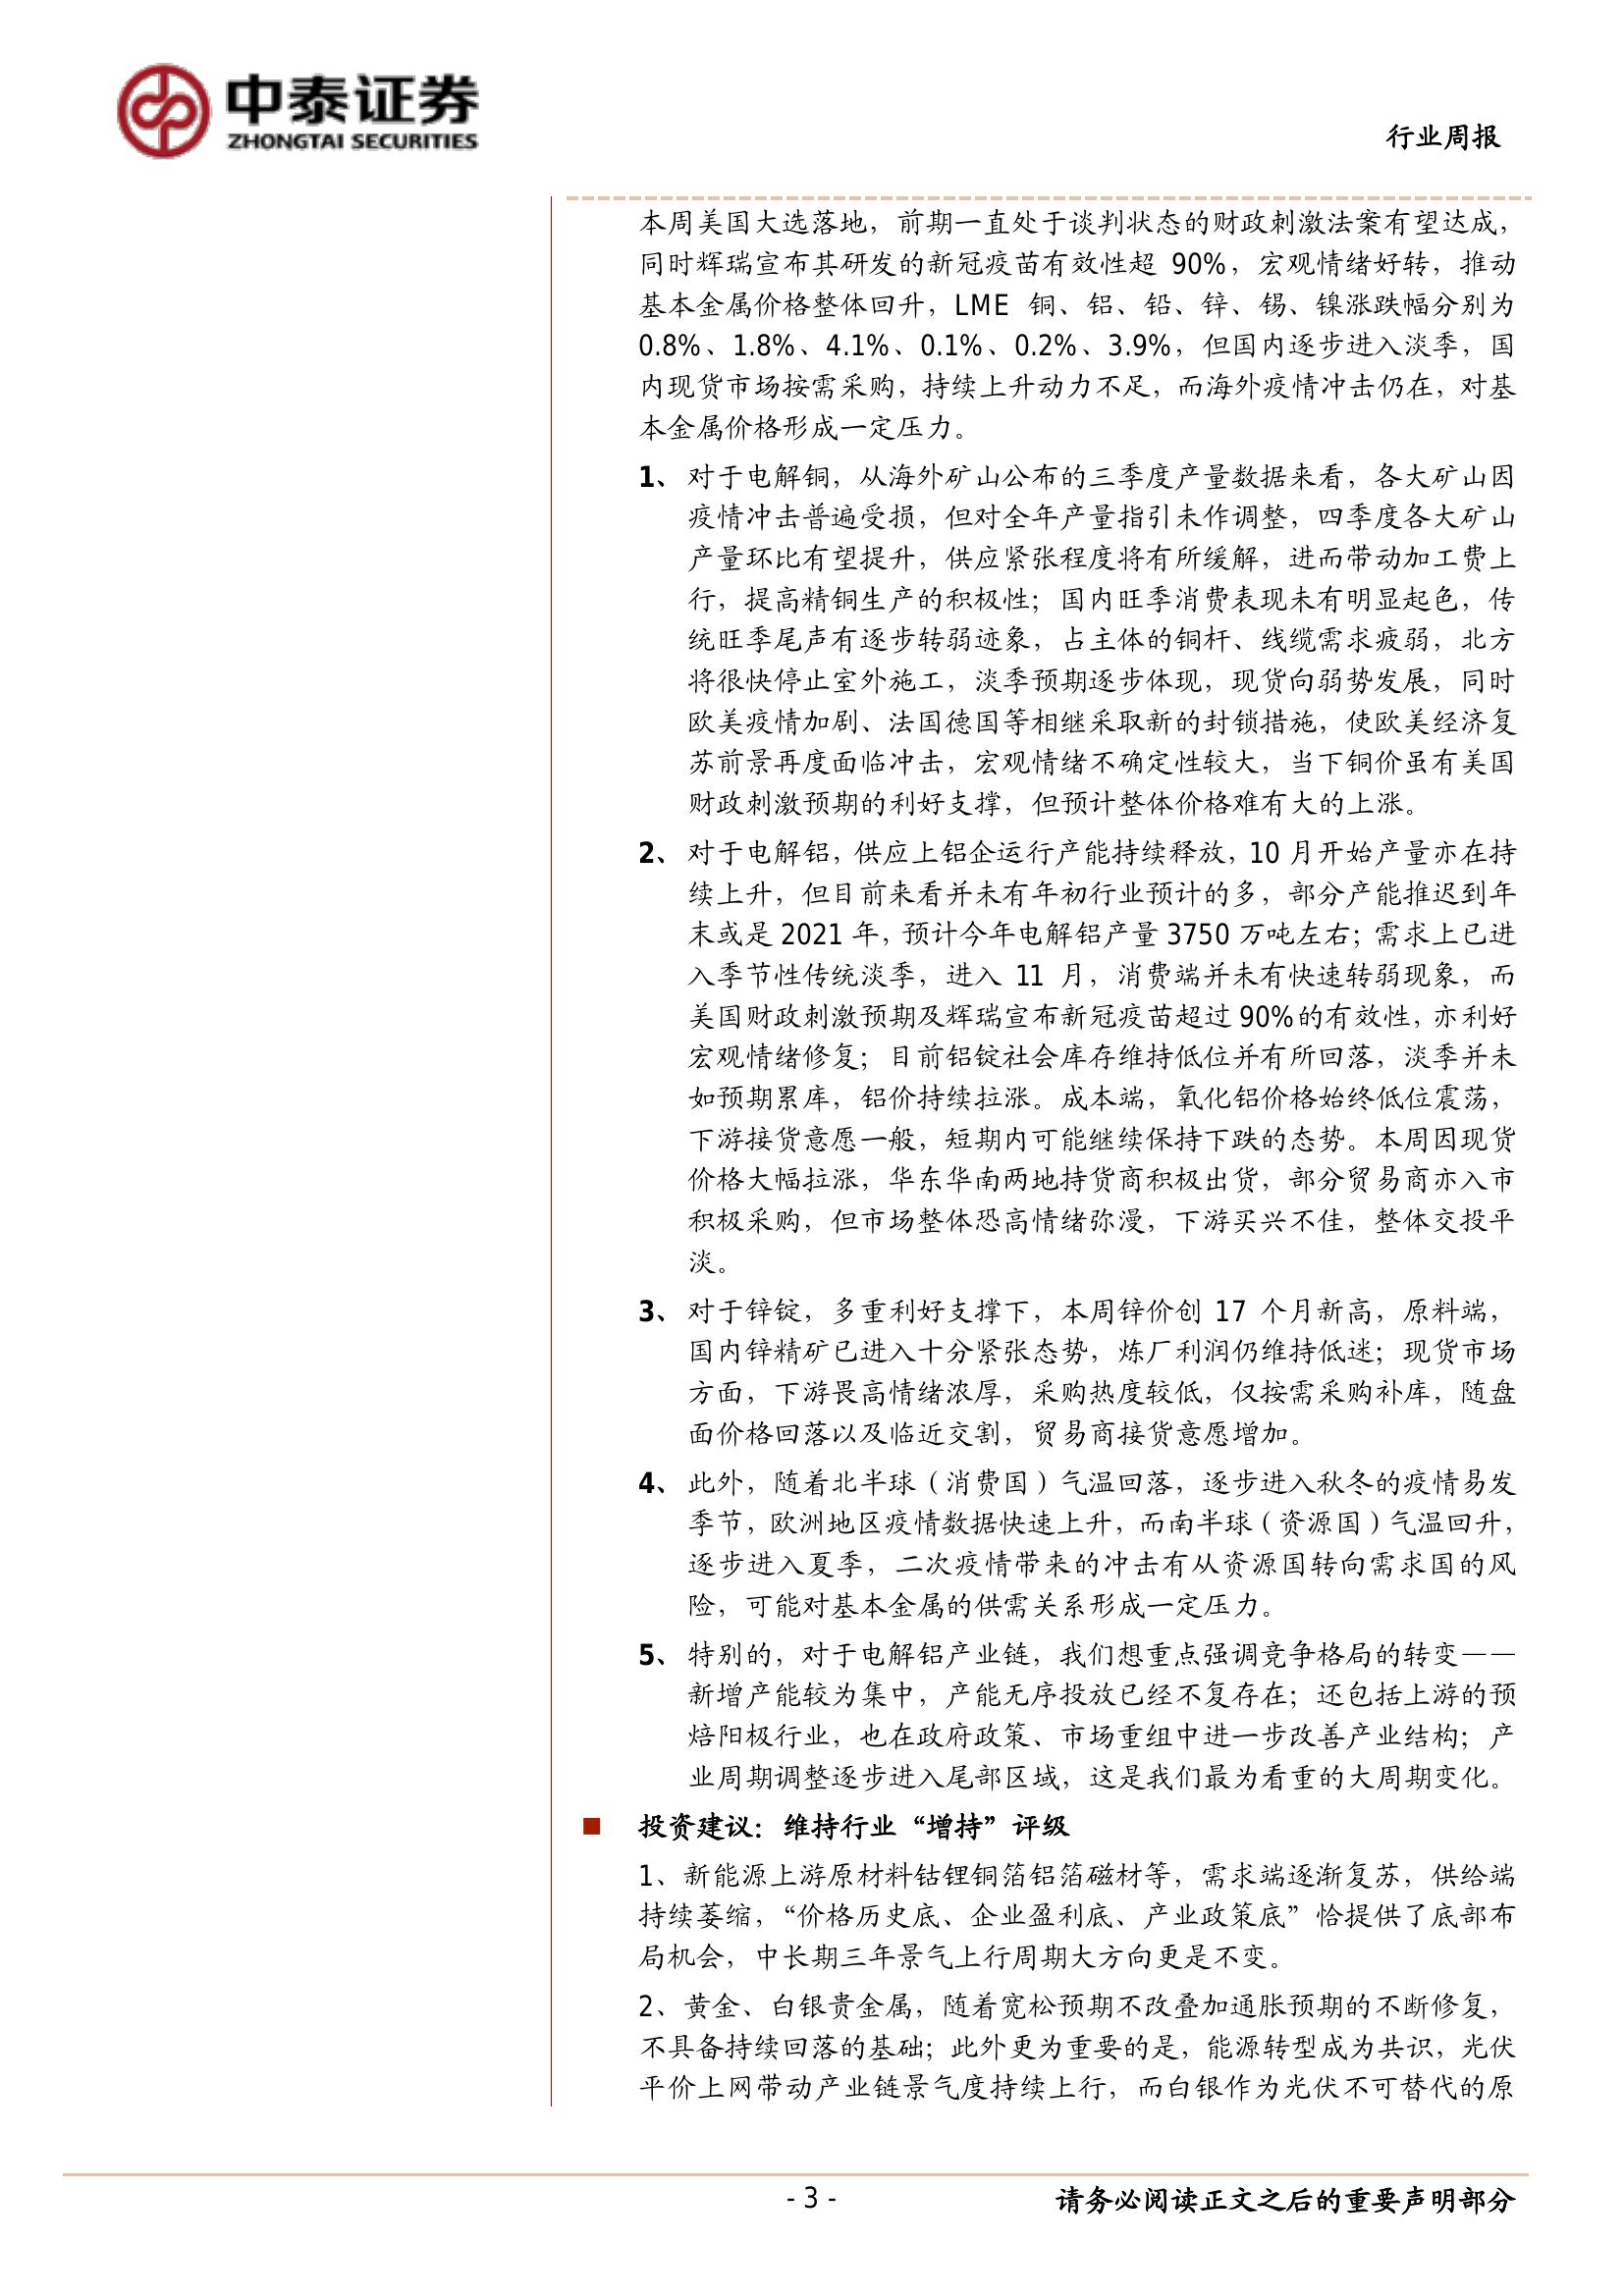 中泰证券
ZHONGTAI SECURITIES
行业周报
本周美国大选落地，前期一直处于谈判状态的财政刺激法案有望达成，
同时辉瑞宣布其研发的新冠疫苗有效性超 90%，宏观情绪好转，推动
基本金属价格整体回升，LME 铜、铝、铅、锌、锡、镍涨跌幅分别为
0.8%、1.8%、4.1%、0.1%、0.2%、3.9%，但国内逐步进入淡季，国
内现货市场按需采购，持续上升动力不足，而海外疫情冲击仍在，对基
本金属价格形成一定压力。
1、 对于电解铜，从海外矿山公布的三季度产量数据来看，各大矿山因
疫情冲击普遍受损，但对全年产量指引未作调整，四季度各大矿山
产量环比有望提升，供应紧张程度将有所缓解，进而带动加工费上
行，提高精铜生产的积极性；国内旺季消费表现未有明显起色，传
统旺季尾声有逐步转弱迹象，占主体的铜杆、线缆需求疲弱，北方
将很快停止室外施工，淡季预期逐步体现，现货向弱势发展，同时
欧美疫情加剧、法国德国等相继采取新的封锁措施，使欧美经济复
苏前景再度面临冲击，宏观情绪不确定性较大，当下铜价虽有美国
财政刺激预期的利好支撑，但预计整体价格难有大的上涨。
2、 对于电解铝，供应上铝企运行产能持续释放，10 月开始产量亦在持
续上升，但目前来看并未有年初行业预计的多，部分产能推迟到年
末或是 2021 年，预计今年电解铝产量 3750 万吨左右；需求上已进
入季节性传统淡季，进入 11 月，消费端并未有快速转弱现象，而
美国财政刺激预期及辉瑞宣布新冠疫苗超过 90%的有效性，亦利好
宏观情绪修复；目前铝锭社会库存维持低位并有所回落，淡季并未
如预期累库，铝价持续拉涨。成本端，氧化铝价格始终低位震荡，
下游接货意愿一般，短期内可能继续保持下跌的态势。本周因现货
价格大幅拉涨，华东华南两地持货商积极出货，部分贸易商亦入市
积极采购，但市场整体恐高情绪弥漫，下游买兴不佳，整体交投平
淡。
3、 对于锌锭，多重利好支撑下，本周锌价创 17 个月新高，原料端，
国内锌精矿已进入十分紧张态势，炼厂利润仍维持低迷；现货市场
方面，下游畏高情绪浓厚，采购热度较低，仅按需采购补库，随盘
面价格回落以及临近交割，贸易商接货意愿增加。
4、 此外，随着北半球（消费国）气温回落，逐步进入秋冬的疫情易发
季节，欧洲地区疫情数据快速上升，而南半球（资源国）气温回升，
逐步进入夏季，二次疫情带来的冲击有从资源国转向需求国的风
险，可能对基本金属的供需关系形成一定压力。
5、 特别的，对于电解铝产业链，我们想重点强调竞争格局的转变——
新增产能较为集中，产能无序投放已经不复存在；还包括上游的预
焙阳极行业，也在政府政策、市场重组中进一步改善产业结构；产
业周期调整逐步进入尾部区域，这是我们最为看重的大周期变化。
■ 投资建议：维持行业“增持”评级
1、新能源上游原材料钴锂铜箔铝箔磁材等，需求端逐渐复苏，供给端
持续萎缩，“价格历史底、企业盈利底、产业政策底”恰提供了底部布
局机会，中长期三年景气上行周期大方向更是不变。
2、黄金、白银贵金属，随着宽松预期不改叠加通胀预期的不断修复，
不具备持续回落的基础；此外更为重要的是，能源转型成为共识，光伏
平价上网带动产业链景气度持续上行，而白银作为光伏不可替代的原
- 3 -
请务必阅读正文之后的重要声明部分